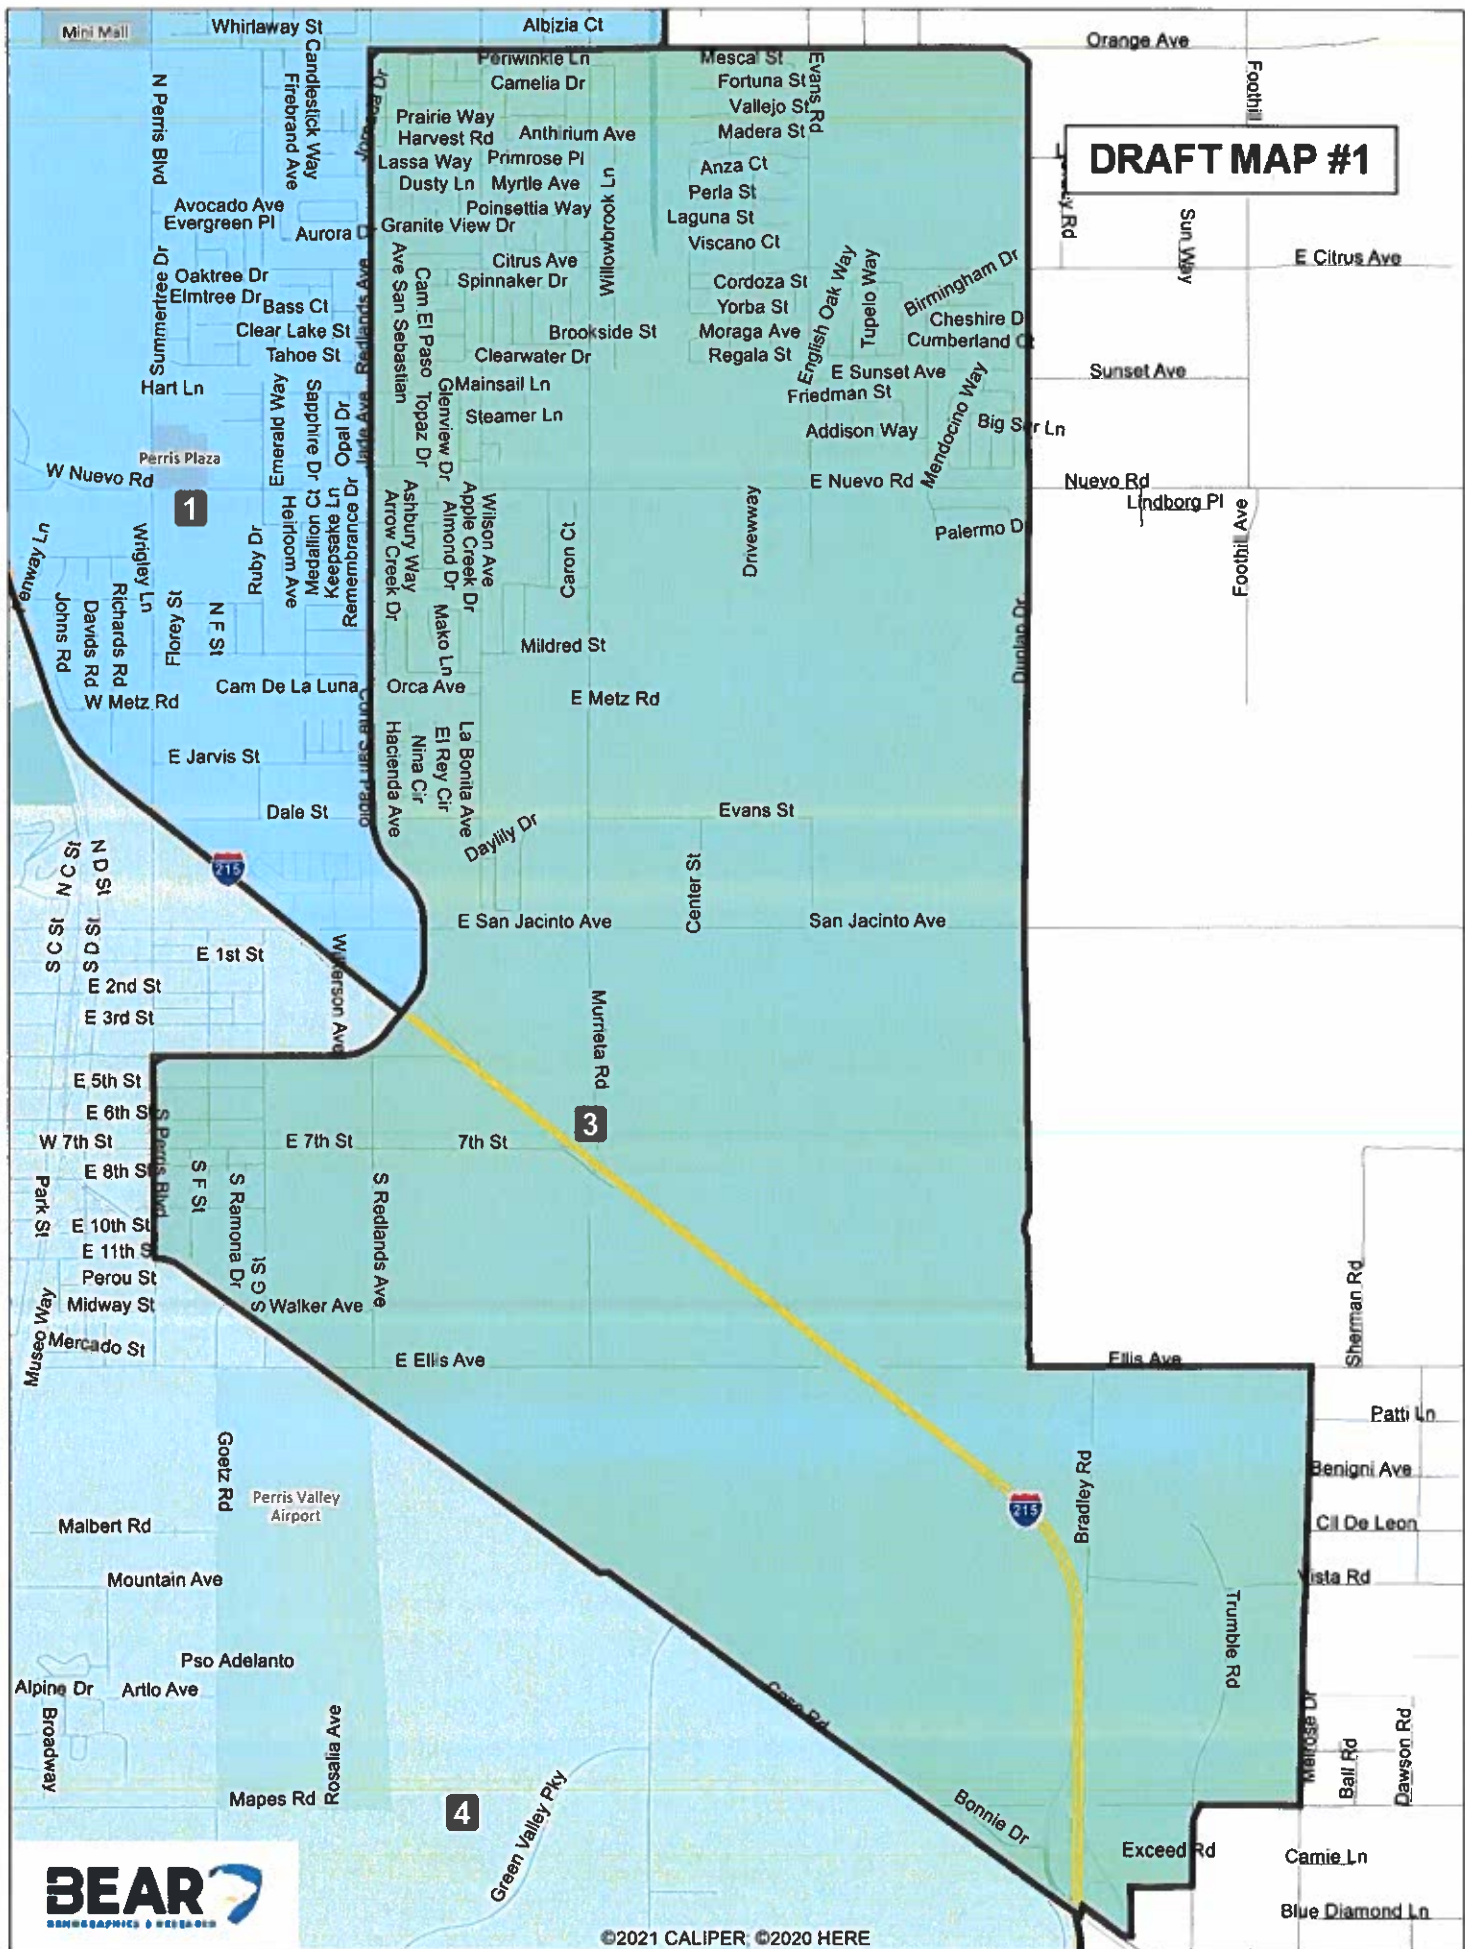 Mini Mall
Whirlaway St
Albizia Ct
Orange Ave
Periwinkle Ln
Mescal St
Evans Rd
Foothill
Camelia Dr
Fortuna St
Candlestick Way
Firebrand Ave
N Perris Blvd
Prairie Way
Vallejo St
Harvest Rd
Anthirium Ave
Madera St
DRAFT MAP #1
Lassa Way
Primrose Pl
Anza Ct
Dusty Ln
Myrtle Ave
Willowbrook Ln
Perla St
Avocado Ave
Poinsettia Way
Laguna St
Evergreen Pl
Aurora D
Granite View Dr
Viscano Ct
Sun Way
E Citrus Ave
Summertree Dr
Oaktree Dr
Redlands Ave
Ave San Sebastian
Cam El Paso
Citrus Ave
Spinnaker Dr
Cordoza St
English Oak Way
Tupelo Way
Birmingham Dr
Elmtree Dr
Bass Ct
Yorba St
Cheshire D
Clear Lake St
Brookside St
Moraga Ave
Cumberland Ct
Tahoe St
Clearwater Dr
Regala St
E Sunset Ave
Sunset Ave
Hart Ln
Emerald Way
Sapphire Dr
Opal Dr
Jade Ave
Topaz Dr
Glenview Dr
Mainsail Ln
Friedman St
Mendocino Way
Steamer Ln
Addison Way
Big Sur Ln
Perris Plaza
W Nuevo Rd
E Nuevo Rd
Nuevo Rd
Lindborg Pl
1
Heirloom Ave
Medallion Ct
Keepsake Ln
Remembrance Dr
Arrow Creek Dr
Ashbury Way
Almond Dr
Apple Creek Dr
Wilson Ave
Caron Ct
Driveway
Palermo D
Foothill Ave
Wrigley Ln
Ruby Dr
Johns Rd
Davids Rd
Richards Rd
Florey St
N F St
Mako Ln
Mildred St
Dunlap Dr
Cam De La Luna
Orca Ave
W Metz Rd
E Metz Rd
E Jarvis St
Hacienda Ave
Nina Cir
El Rey Cir
La Bonita Ave
Dale St
Evans St
Daylily Dr
N C St
N D St
215
Center St
S C St
S D St
E San Jacinto Ave
San Jacinto Ave
E 1st St
E 2nd St
E 3rd St
Murrieta Rd
E 5th St
E 6th S
S Perris Blvd
3
W 7th St
E 7th St
7th St
E 8th S
Park St
S F St
S Ramona Dr
S G St
S Redlands Ave
E 10th St
E 11th S
Perou St
Midway St
Walker Ave
Museo Way
Mercado St
E Ellis Ave
Ellis Ave
Sherman Rd
Patti Ln
Goetz Rd
Perris Valley
Airport
Bradley Rd
Benigni Ave
215
Cll De Leon
Malbert Rd
Mountain Ave
Vista Rd
Trumble Rd
Pso Adelanto
Alpine Dr
Artlo Ave
Case Rd
Broadway
Rosalia Ave
Melrose Dr
Ball Rd
Dawson Rd
Mapes Rd
4
Green Valley Pky
Bonnie Dr
Exceed Rd
Camie Ln
Blue Diamond Ln
BEAR
DEMOGRAPHICS & RESEARCH
©2021 CALIPER; ©2020 HERE